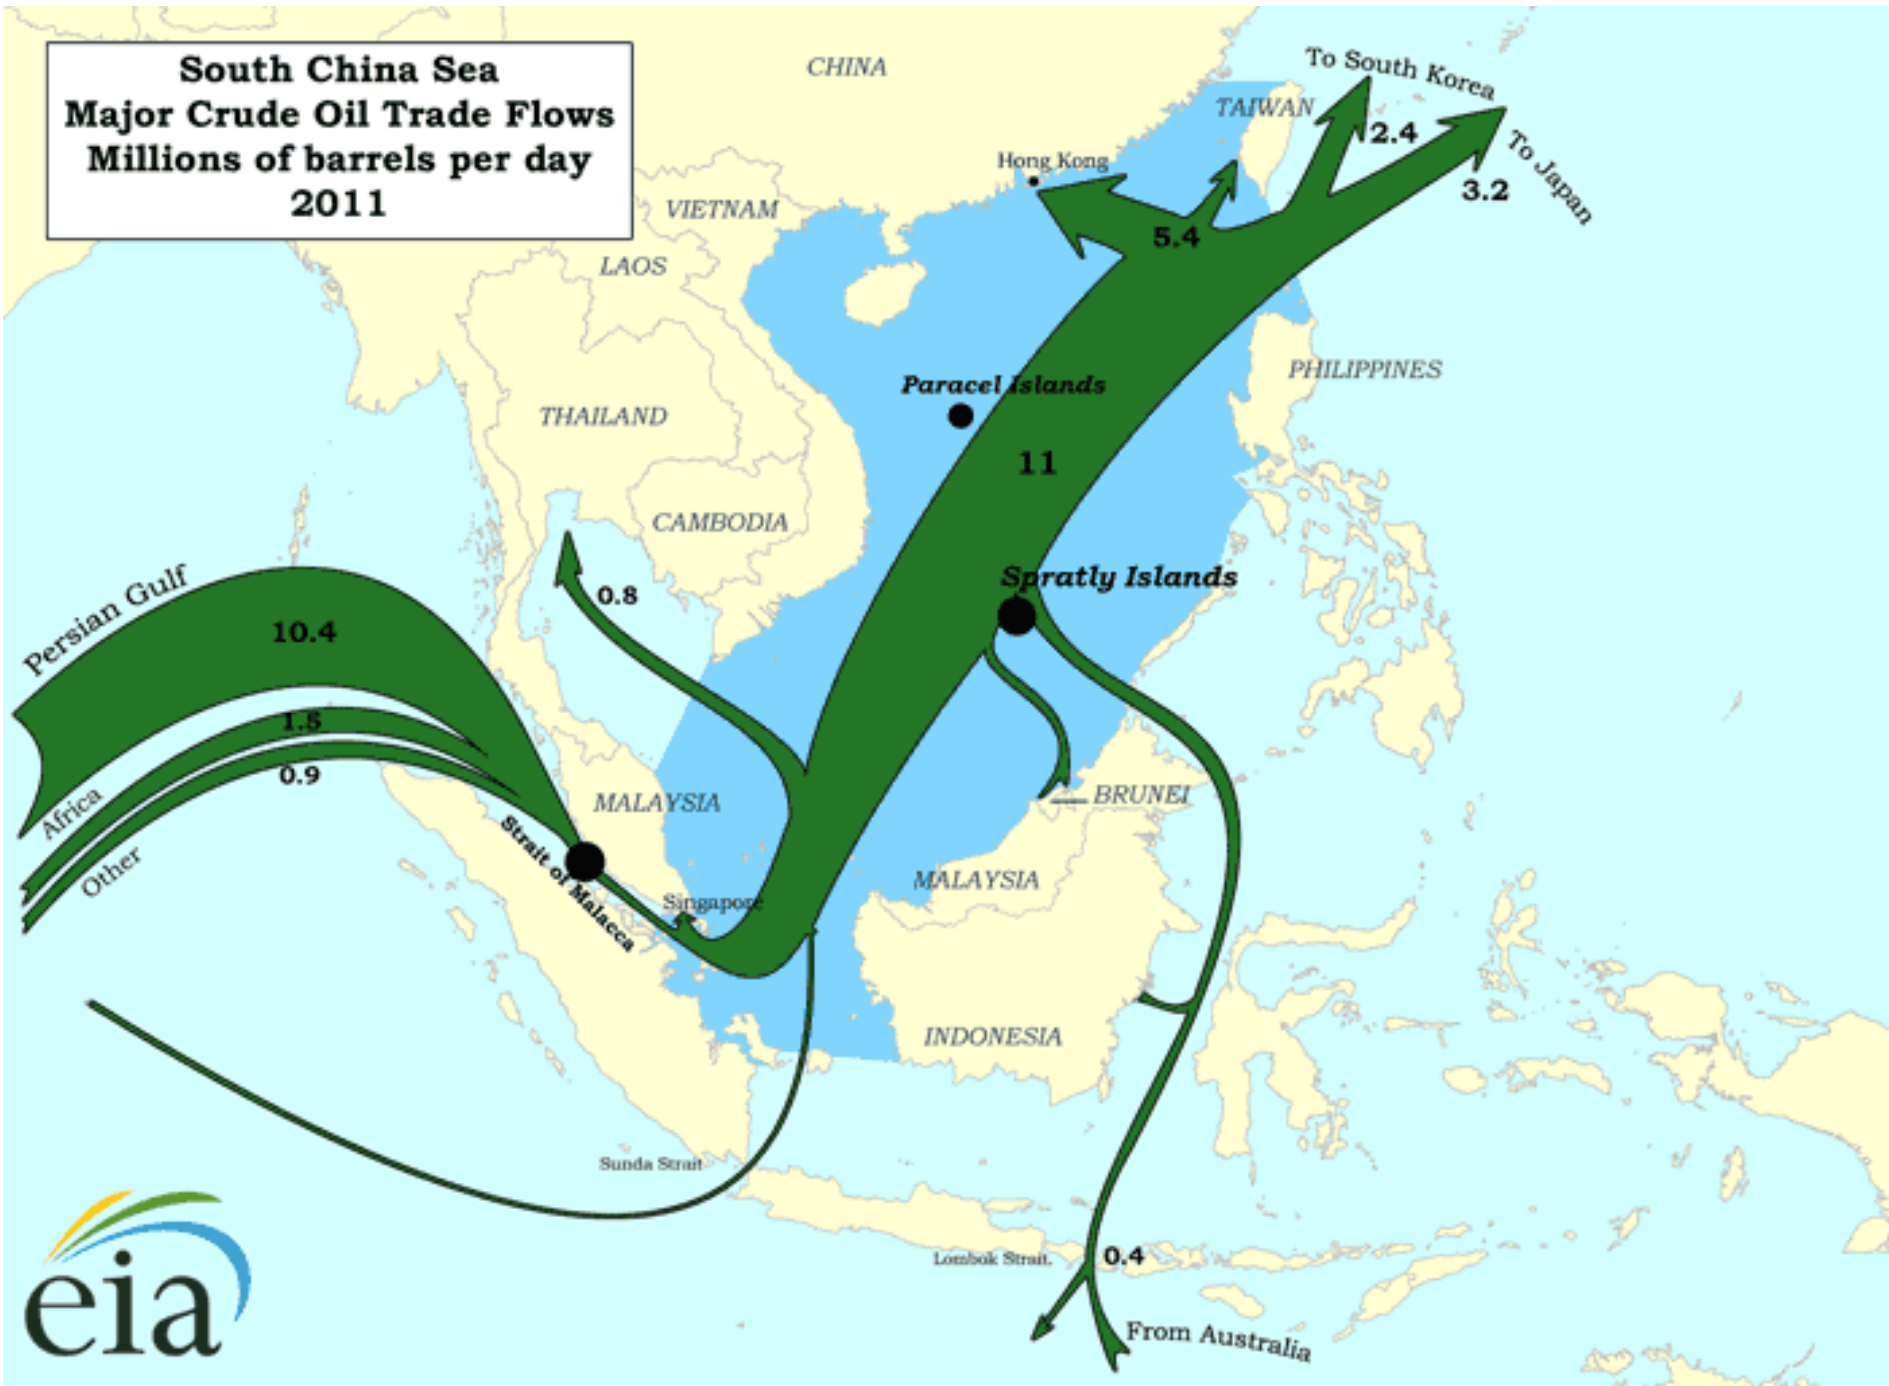 South China Sea
Major Crude Oil Trade Flows
Millions of barrels per day
2011
CHINA
To South Korea
TAIWAN
2.4
To Japan
3.2
Hong Kong
5.4
VIETNAM
LAOS
PHILIPPINES
Paracel Islands
THAILAND
11
CAMBODIA
Spratly Islands
0.8
Persian Gulf
10.4
1.5
0.9
Africa
Other
MALAYSIA
BRUNEI
Strait of Malacca
MALAYSIA
Singapore
INDONESIA
Sunda Strait
Lombok Strait.
0.4
From Australia
eia